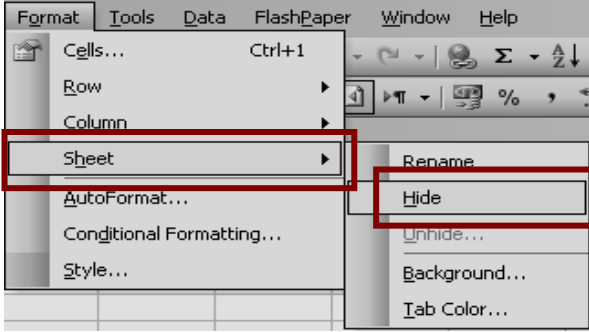 Format Tools Data FlashPaper Window Help
Cells... Ctrl+1
Σ A Z
Row
¶ %  ,
Column
Sheet
Rename
AutoFormat...
Hide
Conditional Formatting...
Unhide...
Style...
Background...
Tab Color...